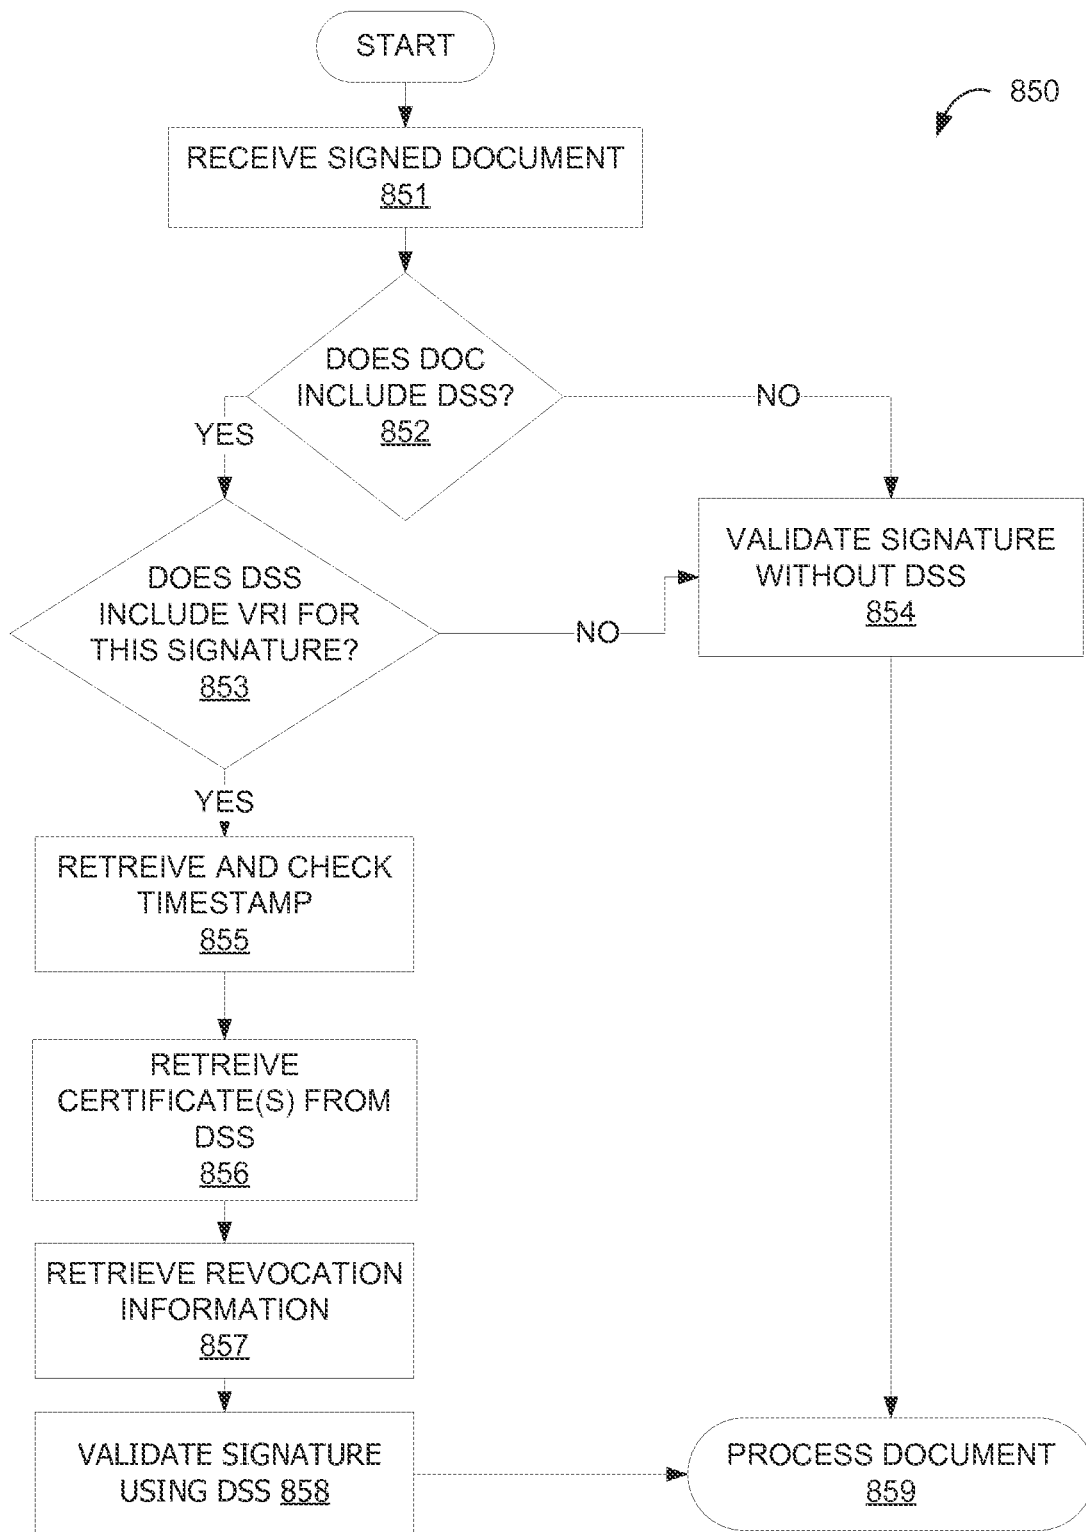 START
850
RECEIVE SIGNED DOCUMENT
851
DOES DOC
INCLUDE DSS?
852
YES
NO
DOES DSS
INCLUDE VRI FOR
THIS SIGNATURE?
853
NO
VALIDATE SIGNATURE
WITHOUT DSS
854
YES
RETREIVE AND CHECK
TIMESTAMP
855
RETREIVE
CERTIFICATE(S) FROM
DSS
856
RETRIEVE REVOCATION
INFORMATION
857
VALIDATE SIGNATURE
USING DSS 858
PROCESS DOCUMENT
859